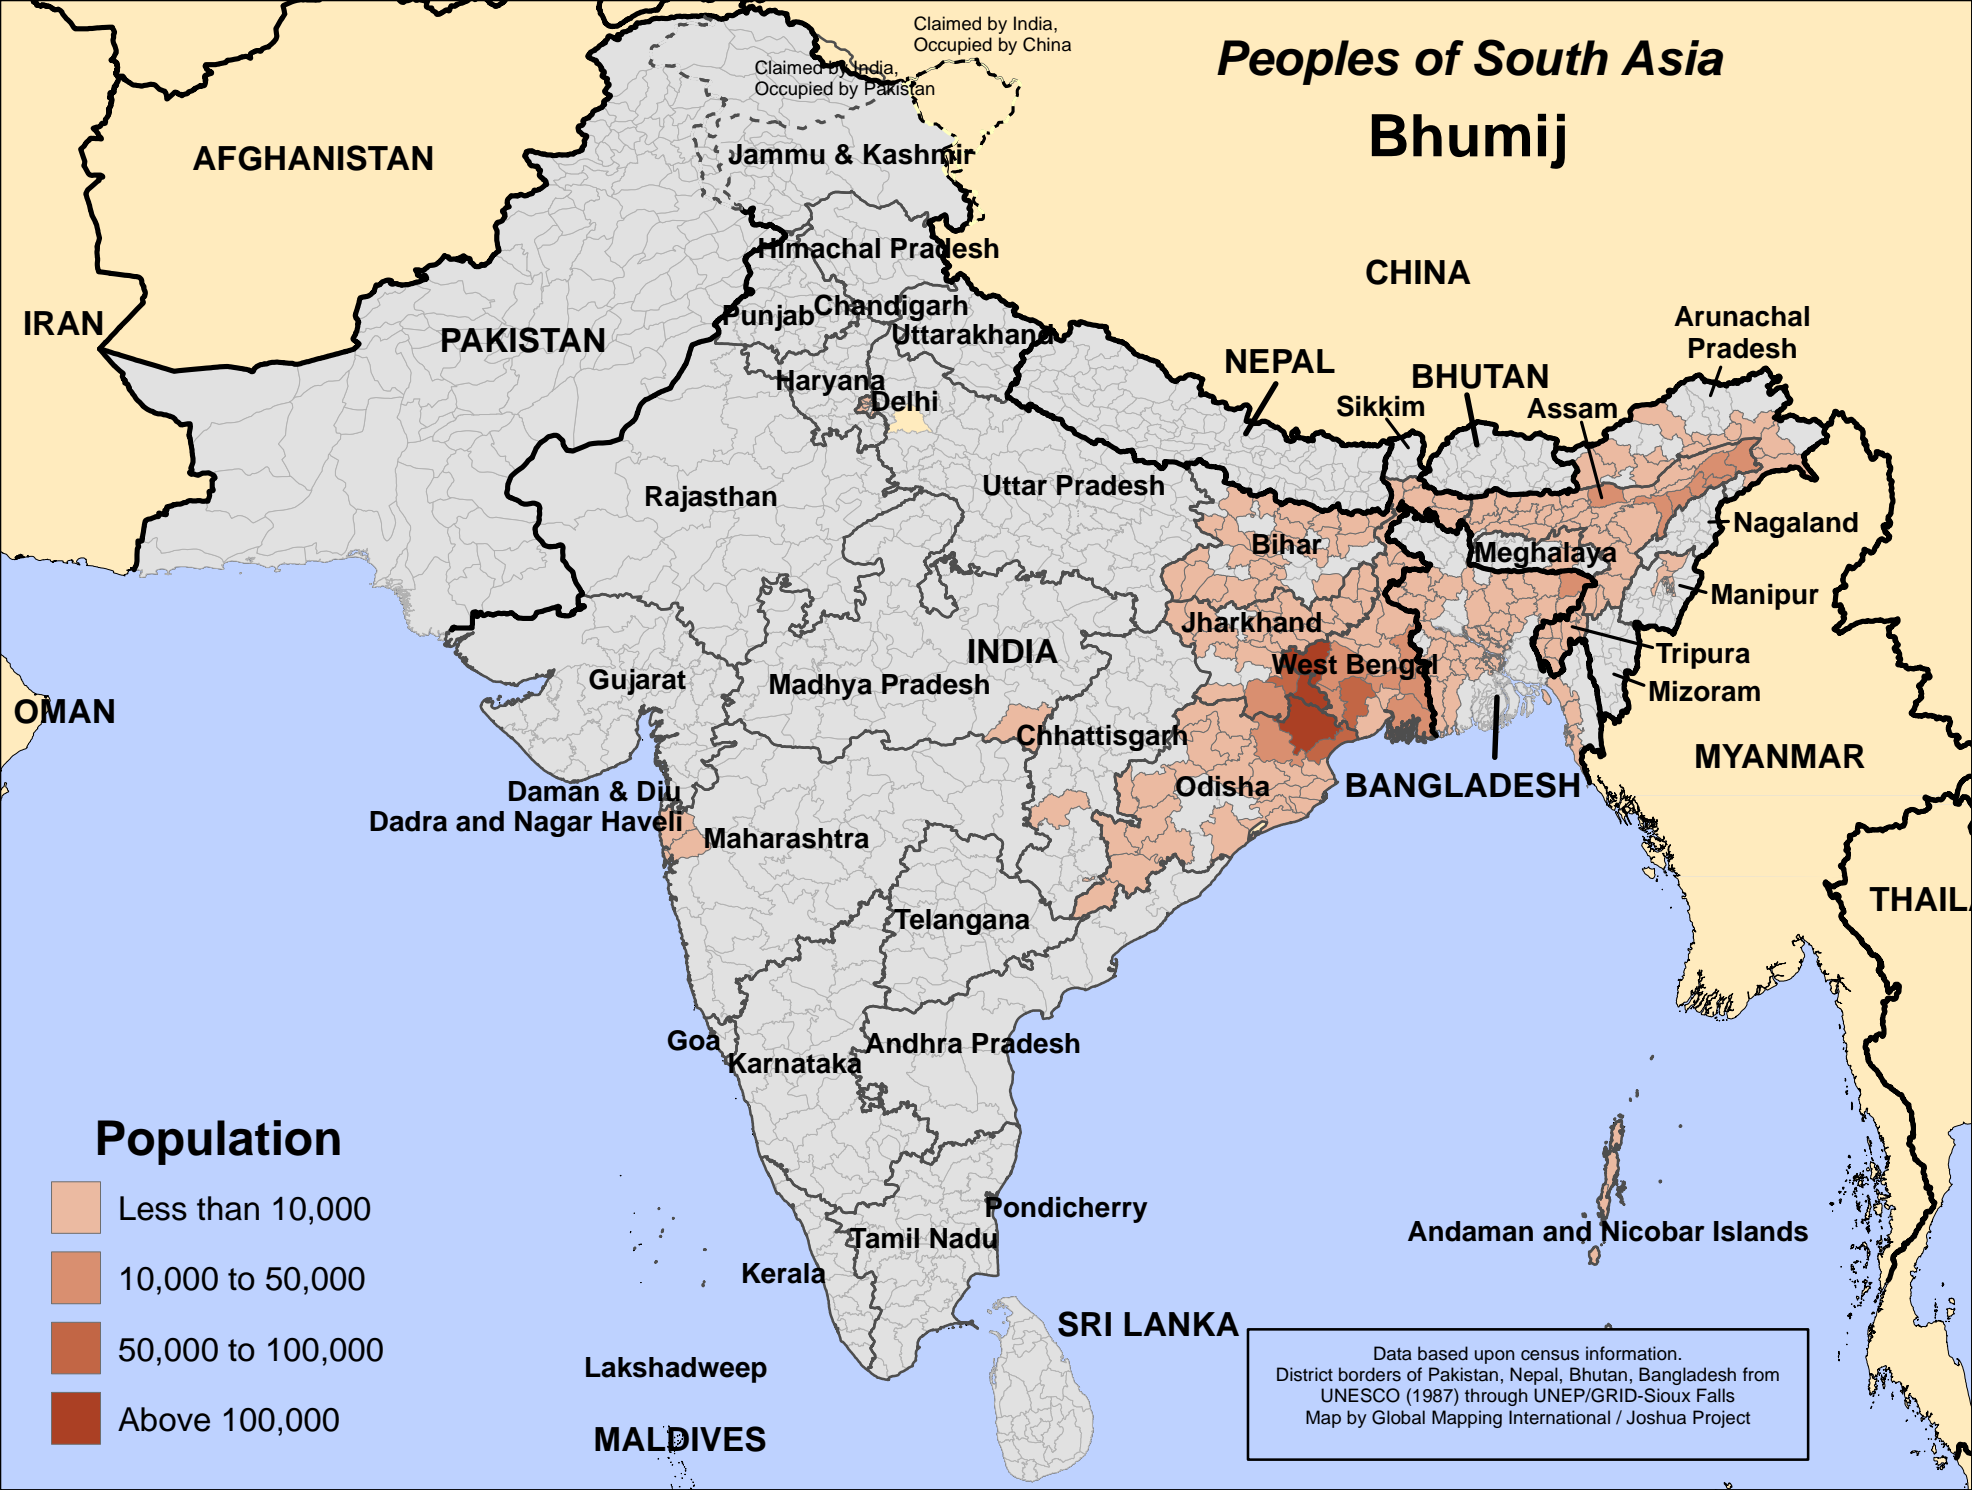 Claimed by India,
Occupied by China
Peoples of South Asia
Bhumij
Claimed by India,
Occupied by Pakistan
AFGHANISTAN
Jammu & Kashmir
Himachal Pradesh
CHINA
IRAN
PAKISTAN
Punjab
Chandigarh
Uttarakhand
Arunachal
Pradesh
NEPAL
BHUTAN
Haryana
Delhi
Sikkim
Assam
Rajasthan
Uttar Pradesh
Nagaland
Bihar
Meghalaya
Manipur
Jharkhand
INDIA
West Bengal
Tripura
Gujarat
Madhya Pradesh
Mizoram
OMAN
Chhattisgarh
MYANMAR
Odisha
BANGLADESH
Daman & Diu
Dadra and Nagar Haveli
Maharashtra
THAILA
Telangana
Goa
Karnataka
Andhra Pradesh
Population
Less than 10,000
10,000 to 50,000
50,000 to 100,000
Above 100,000
Pondicherry
Tamil Nadu
Kerala
Andaman and Nicobar Islands
SRI LANKA
Lakshadweep
MALDIVES
Data based upon census information.
District borders of Pakistan, Nepal, Bhutan, Bangladesh from
UNESCO (1987) through UNEP/GRID-Sioux Falls
Map by Global Mapping International / Joshua Project